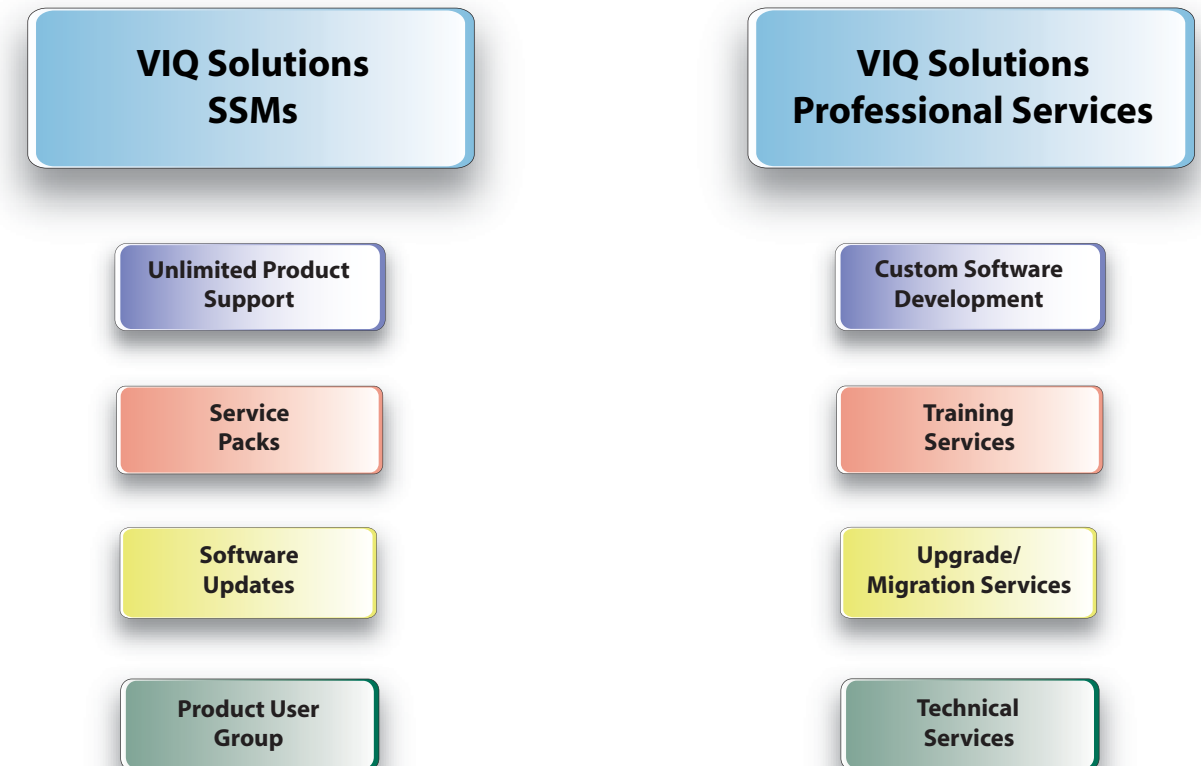 VIQ Solutions
SSMs
Unlimited Product
Support
Service
Packs
Software
Updates
Product User
Group
VIQ Solutions
Professional Services
Custom Software
Development
Training
Services
Upgrade/
Migration Services
Technical
Services